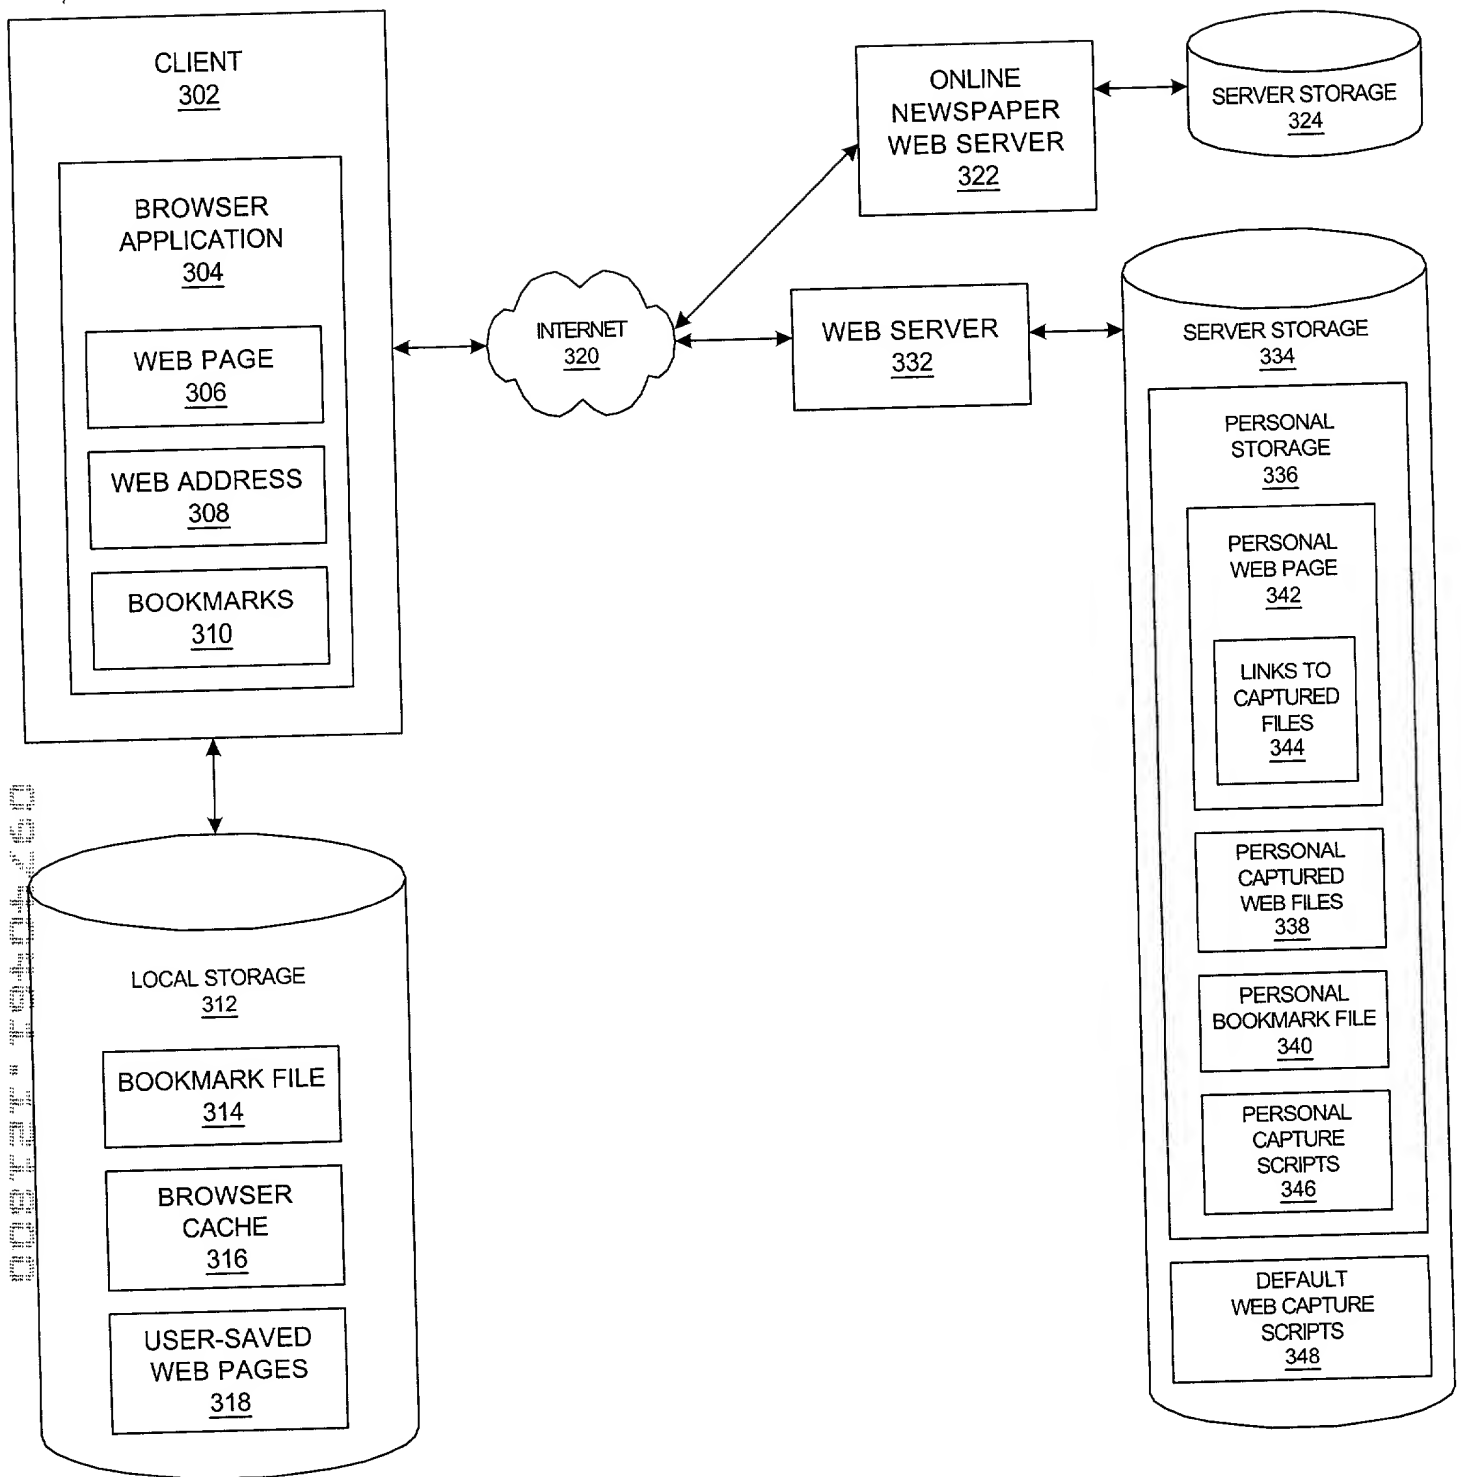 CLIENT
302
BROWSER
APPLICATION
304
WEB PAGE
306
WEB ADDRESS
308
BOOKMARKS
310
LOCAL STORAGE
312
BOOKMARK FILE
314
BROWSER
CACHE
316
USER-SAVED
WEB PAGES
318
INTERNET
320
ONLINE
NEWSPAPER
WEB SERVER
322
SERVER STORAGE
324
WEB SERVER
332
SERVER STORAGE
334
PERSONAL
STORAGE
336
PERSONAL
WEB PAGE
342
LINKS TO
CAPTURED
FILES
344
PERSONAL
CAPTURED
WEB FILES
338
PERSONAL
BOOKMARK FILE
340
PERSONAL
CAPTURE
SCRIPTS
346
DEFAULT
WEB CAPTURE
SCRIPTS
348